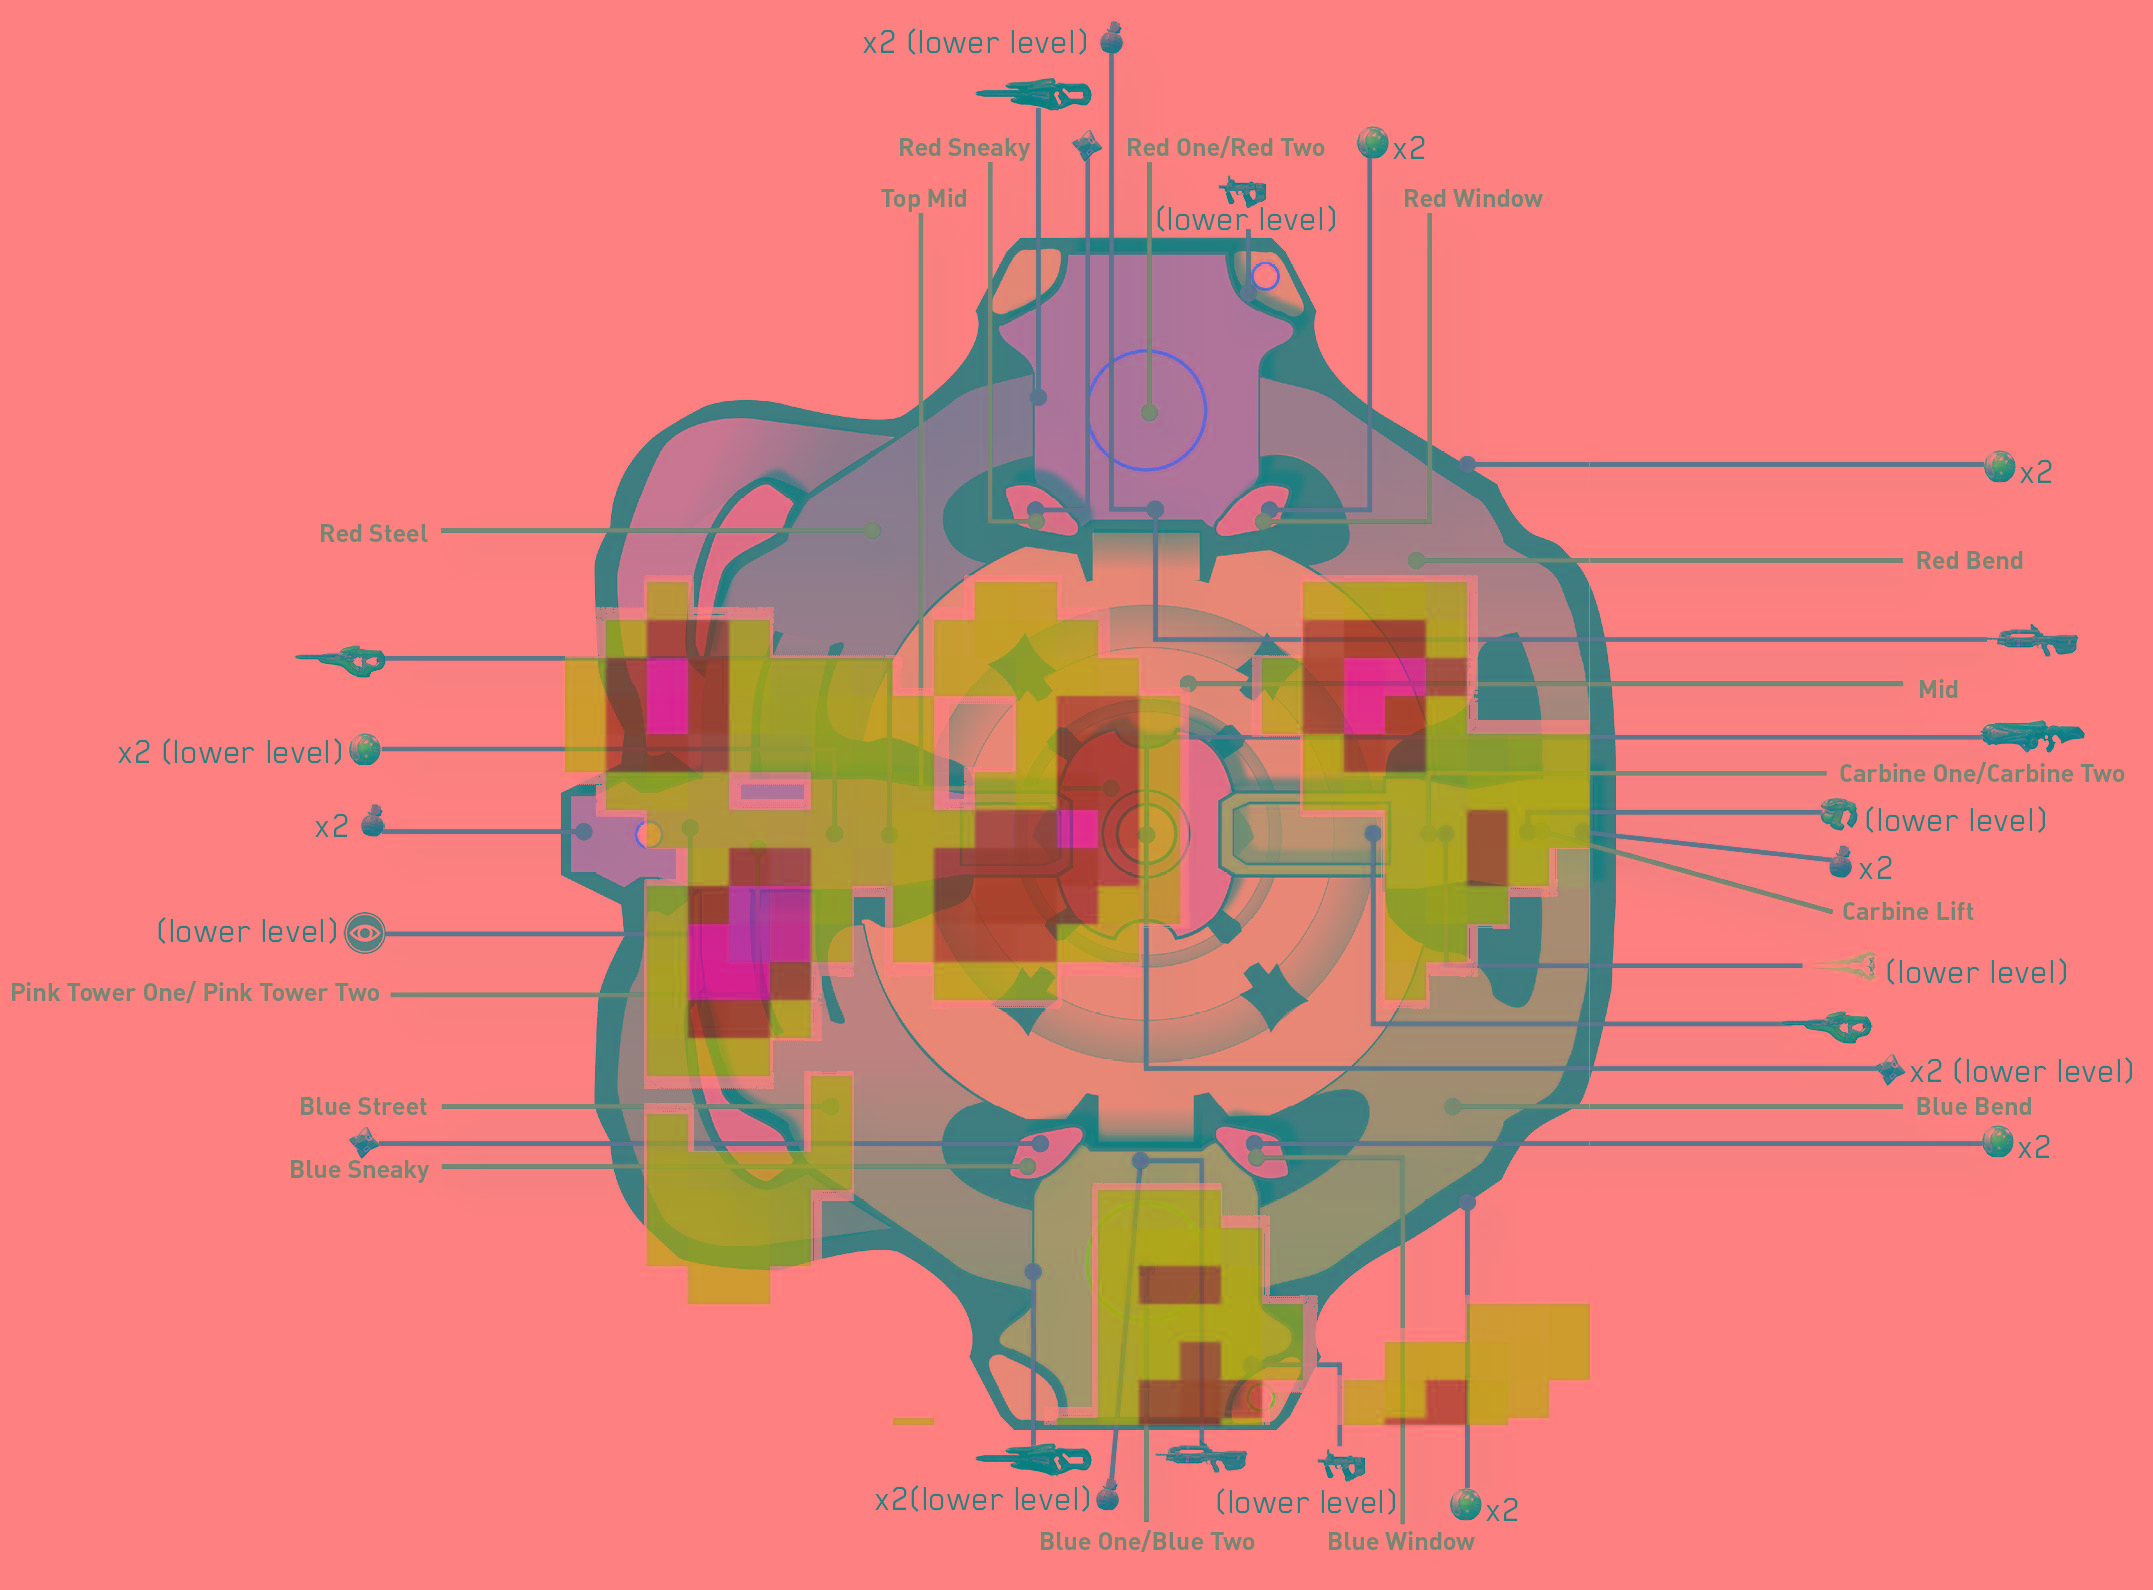 x2 (lower level)
Red Sneaky
Red One/Red Two
x2
Top Mid
(lower level)
Red Window
x2
Red Steel
Red Bend
Mid
x2 (lower level)
Carbine One/Carbine Two
x2
(lower level)
x2
Carbine Lift
(lower level)
(lower level)
Pink Tower One/ Pink Tower Two
x2 (lower level)
Blue Street
Blue Bend
x2
Blue Sneaky
x2(lower level)
(lower level)
x2
Blue One/Blue Two
Blue Window